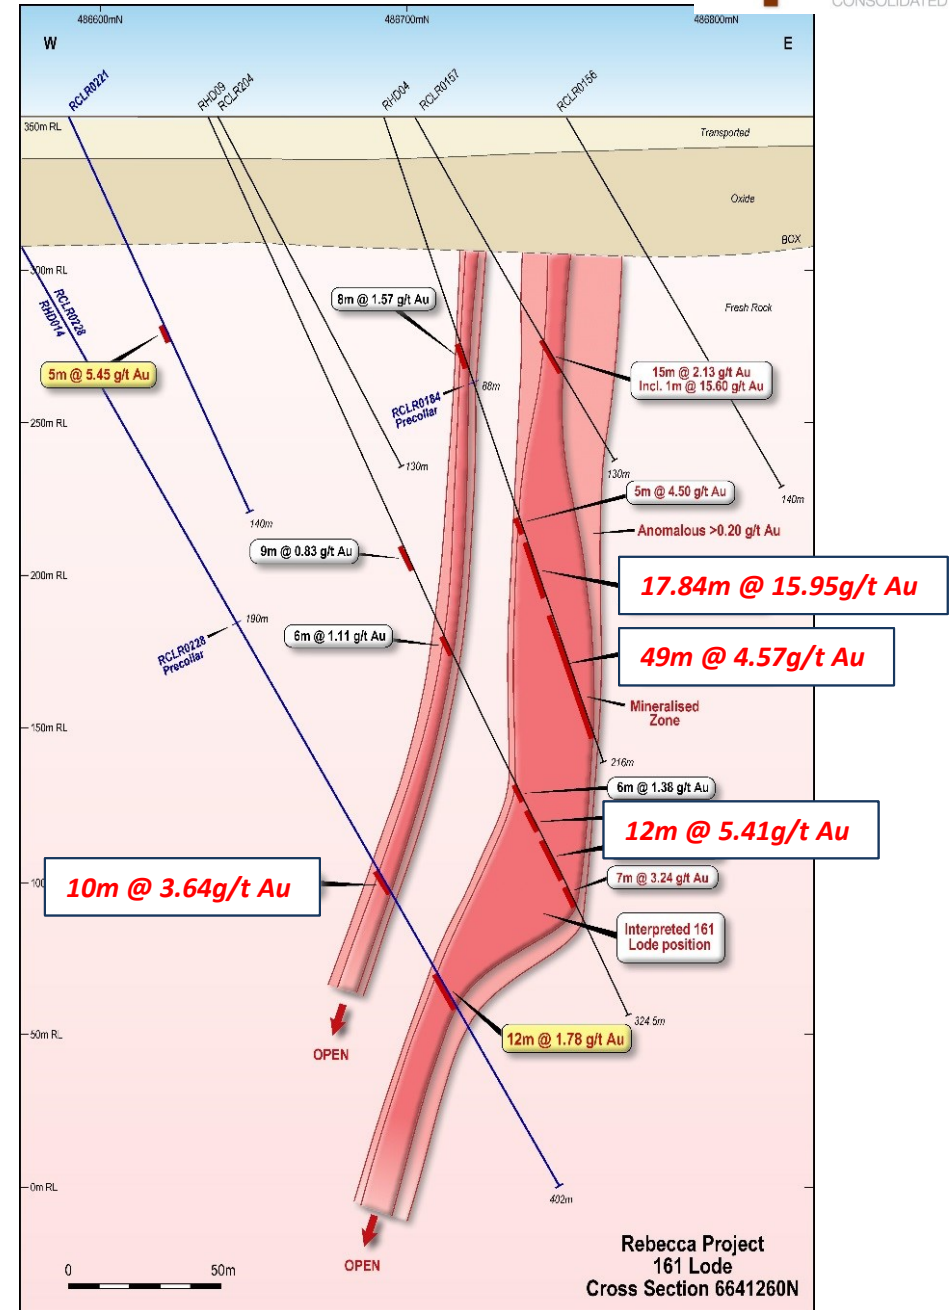 CONSOLIDATED
486600mN
486700mN
486800mN
W
E
RCLR0221
RHD09
RCLR204
RHD04
RCLR0157
RCLR0156
350m RL
Transported
Oxide
BOX
300m RL
RCLR0228
RHD014
Fresh Rock
8m @ 1.57 g/t Au
5m @ 5.45 g/t Au
88m
RCLR0184
Precollar
15m @ 2.13 g/t Au
Incl. 1m @ 15.60 g/t Au
250m RL
130m
130m
140m
5m @ 4.50 g/t Au
140m
Anomalous >0.20 g/t Au
9m @ 0.83 g/t Au
200m RL
17.84m @ 15.95g/t Au
190m
RCLR0228
Precollar
6m @ 1.11 g/t Au
49m @ 4.57g/t Au
Mineralised
Zone
150m RL
216m
6m @ 1.38 g/t Au
12m @ 5.41g/t Au
100
10m @ 3.64g/t Au
7m @ 3.24 g/t Au
Interpreted 161
Lode position
324.5m
50m RL
12m @ 1.78 g/t Au
OPEN
0m RL
402m
OPEN
0
50m
Rebecca Project
161 Lode
Cross Section 6641260N